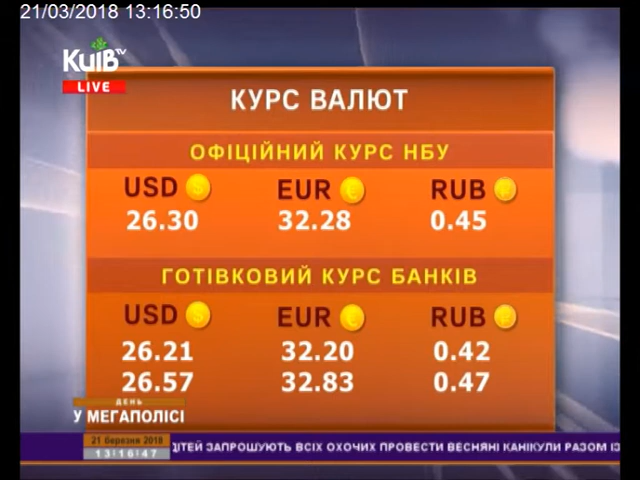 21/03/2018 13:16:50
КиїВ TV
LIVE
КУРС ВАЛЮТ
ОФІЦІЙНИЙ КУРС НБУ
USD EUR RUB
26.30 32.28 0.45
ГОТІВКОВИЙ КУРС БАНКІВ
USD EUR RUB
26.21 32.20 0.42
26.57 32.83 0.47
ДЕНЬ
У МЕГАПОЛІСІ
21 березня 2018
13:16:47
ДІТЕЙ ЗАПРОШУЮТЬ ВСІХ ОХОЧИХ ПРОВЕСТИ ВЕСНЯНІ КАНІКУЛИ РАЗОМ ІЗ